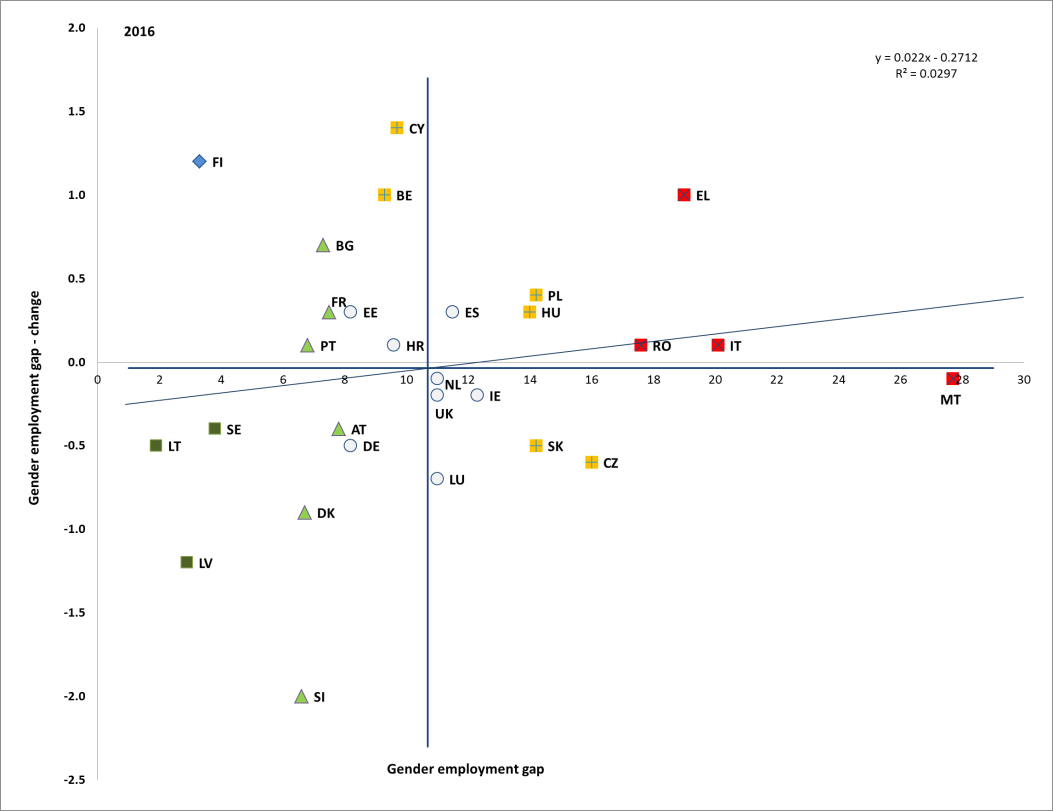 2.0
2016
y = 0.022x - 0.2712
R² = 0.0297
1.5
CY
FI
1.0
BE
EL
BG
0.5
PL
FR
EE
ES
HU
PT
HR
RO
IT
0.0
0 2 4 6 8 10 12 14 16 18 20 22 24 26 28 30
NL
IE
MT
UK
SE
AT
-0.5
LT
DE
SK
CZ
LU
DK
-1.0
LV
-1.5
-2.0
SI
-2.5
Gender employment gap - change
Gender employment gap